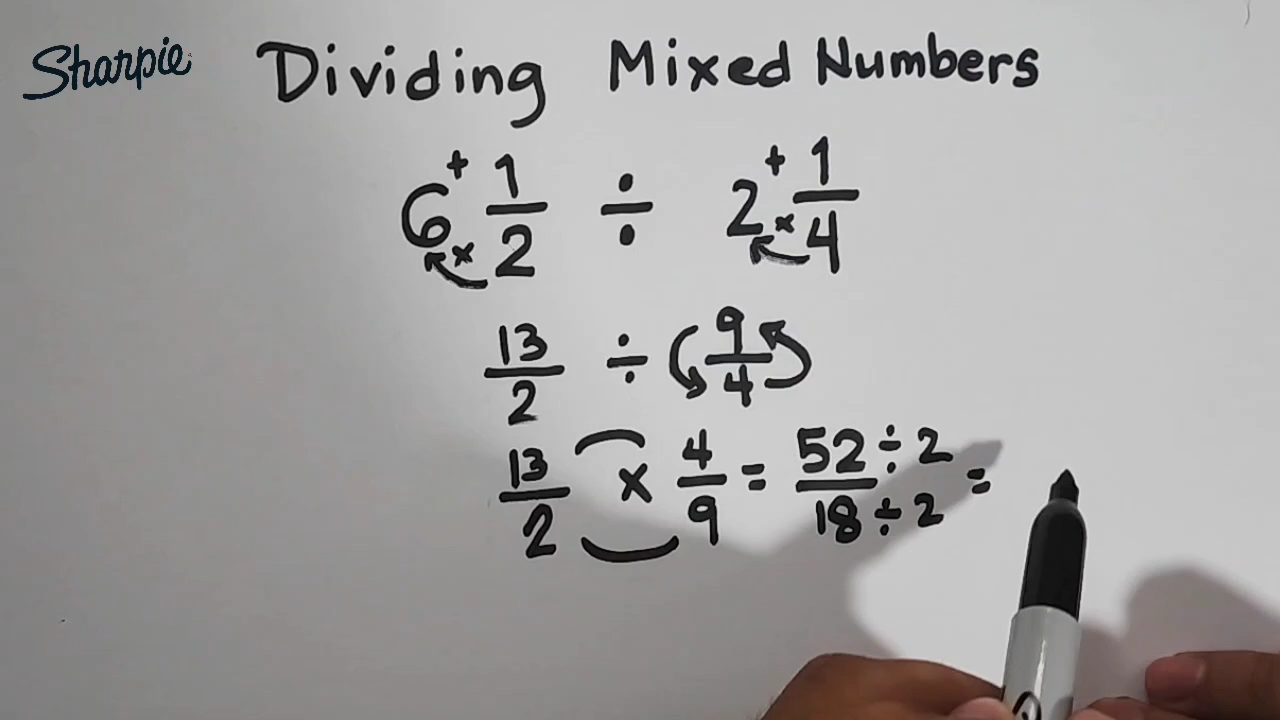 Sharpie Dividing Mixed Numbers
6 + 1/2 × ÷ 2 + 1/4 ×
13/2 ÷ 9/4
13/2 × 4/9 = 52 ÷ 2 / 18 ÷ 2 =